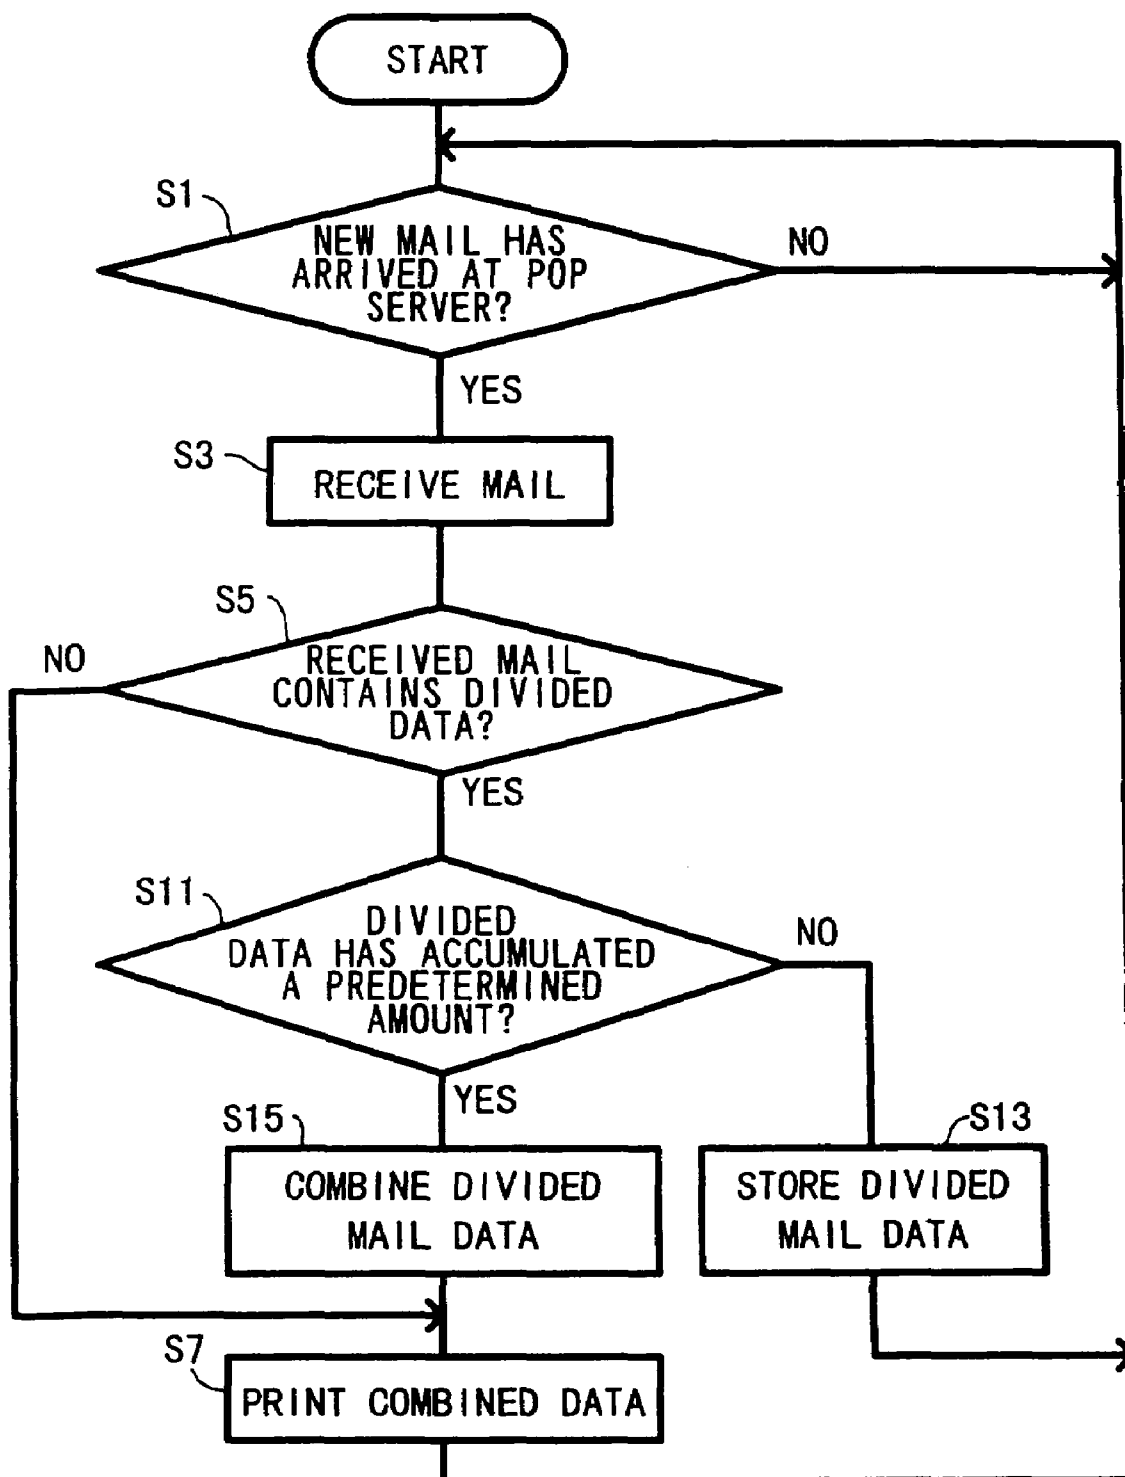 START
S1
NEW MAIL HAS
ARRIVED AT POP
SERVER?
NO
YES
S3
RECEIVE MAIL
S5
NO
RECEIVED MAIL
CONTAINS DIVIDED
DATA?
YES
S11
DIVIDED
DATA HAS ACCUMULATED
A PREDETERMINED
AMOUNT?
NO
YES
S15
COMBINE DIVIDED
MAIL DATA
S13
STORE DIVIDED
MAIL DATA
S7
PRINT COMBINED DATA